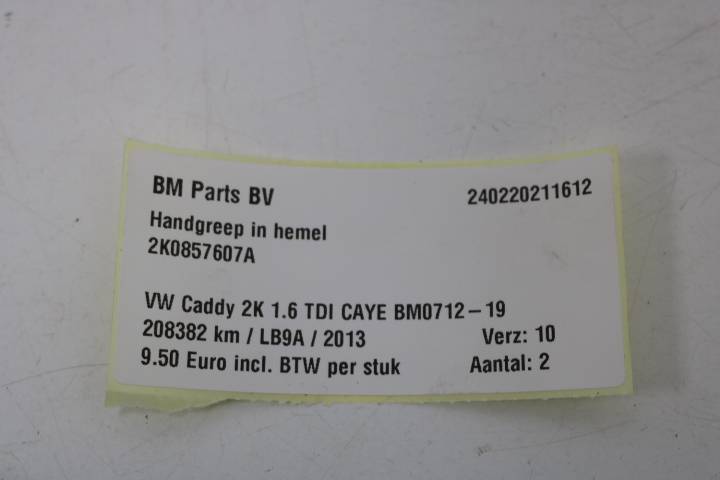 BM Parts BV 240220211612
Handgreep in hemel
2K0857607A
VW Caddy 2K 1.6 TDI CAYE BM0712-19
208382 km / LB9A / 2013 Verz: 10
9.50 Euro incl. BTW per stuk Aantal: 2